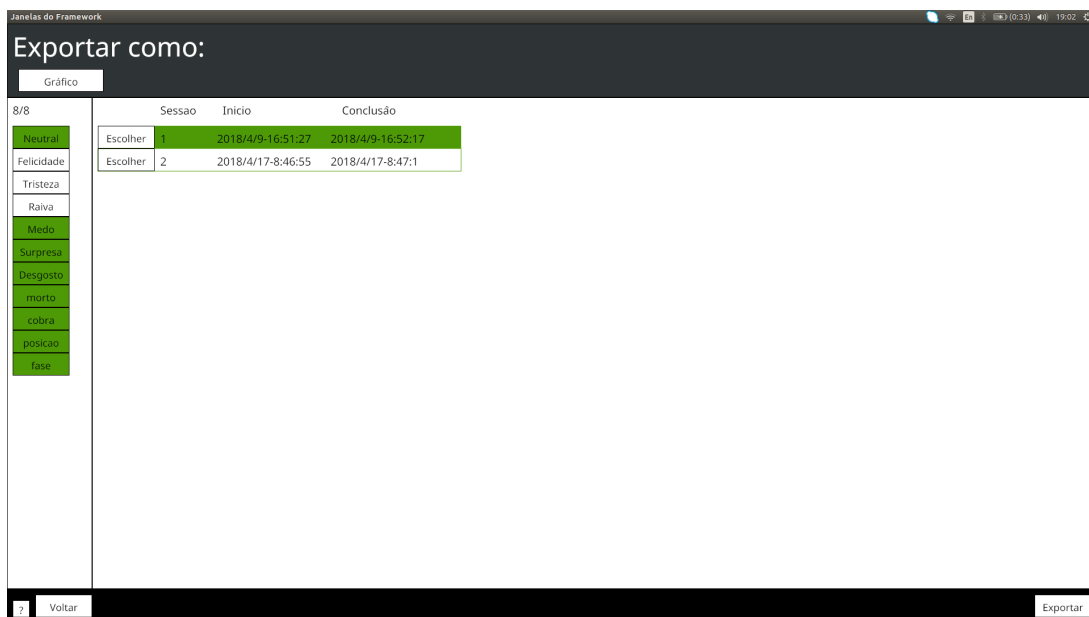 Janelas do Framework
En (0:33) 19:02
Exportar como:
Gráfico
8/8
Sessao Inicio Conclusão
Neutral
Felicidade
Tristeza
Raiva
Medo
Surpresa
Desgosto
morto
cobra
posicao
fase
Escolher 1 2018/4/9-16:51:27 2018/4/9-16:52:17
Escolher 2 2018/4/17-8:46:55 2018/4/17-8:47:1
? Voltar
Exportar